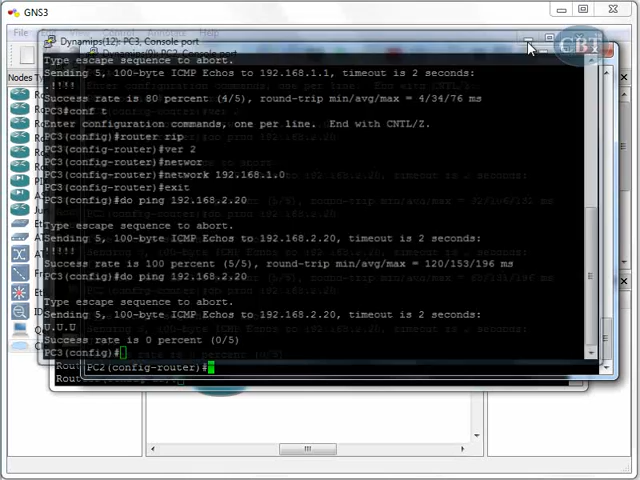 GNS3
File
Annotate
Help
Dynamips(12): PC3, Console port
Dynamips(9): PC2, Console port
CBT
Nodes Types
Type escape sequence to abort.
Sending 5, 100-byte ICMP Echos to 192.168.1.1, timeout is 2 seconds:
.!!!!
Success rate is 80 percent (4/5), round-trip min/avg/max = 4/34/76 ms
PC3#conf t
Enter configuration commands, one per line.  End with CNTL/Z.
PC3(config)#router rip
PC3(config-router)#ver 2
PC3(config-router)#networ
PC3(config-router)#network 192.168.1.0
PC3(config-router)#exit
PC3(config)#do ping 192.168.2.20
Type escape sequence to abort.
Sending 5, 100-byte ICMP Echos to 192.168.2.20, timeout is 2 seconds:
!!!!!
Success rate is 100 percent (5/5), round-trip min/avg/max = 120/153/196 ms
PC3(config)#do ping 192.168.2.20
Type escape sequence to abort.
Sending 5, 100-byte ICMP Echos to 192.168.2.20, timeout is 2 seconds:
U.U.U
Success rate is 0 percent (0/5)
PC3(config)#
PC2(config-router)#